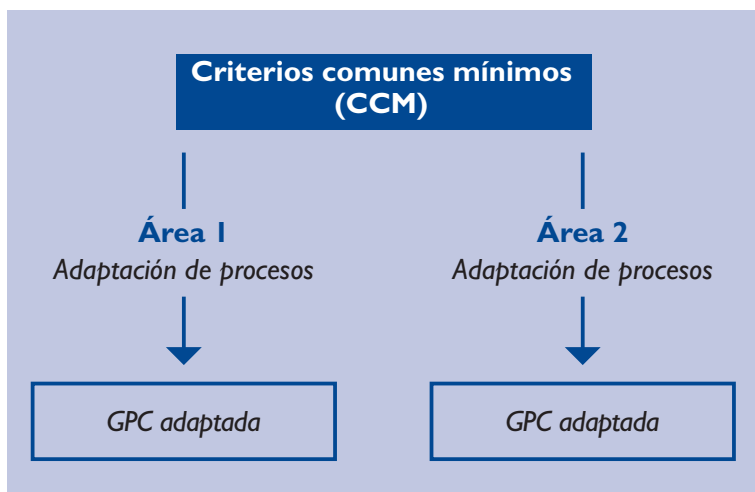 Criterios comunes mínimos
(CCM)
Área 1
Adaptación de procesos
GPC adaptada
Área 2
Adaptación de procesos
GPC adaptada